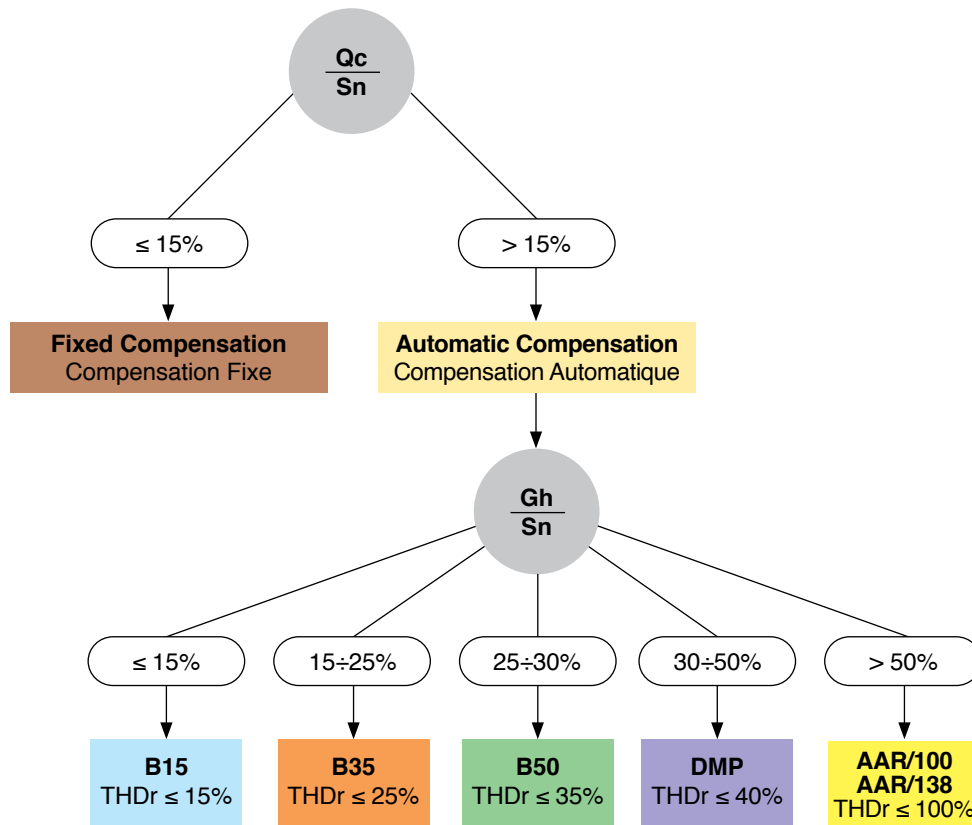 Qc
Sn
≤ 15%
> 15%
Fixed Compensation
Compensation Fixe
Automatic Compensation
Compensation Automatique
Gh
Sn
≤ 15%
15÷25%
25÷30%
30÷50%
> 50%
B15
THDr ≤ 15%
B35
THDr ≤ 25%
B50
THDr ≤ 35%
DMP
THDr ≤ 40%
AAR/100
AAR/138
THDr ≤ 100%